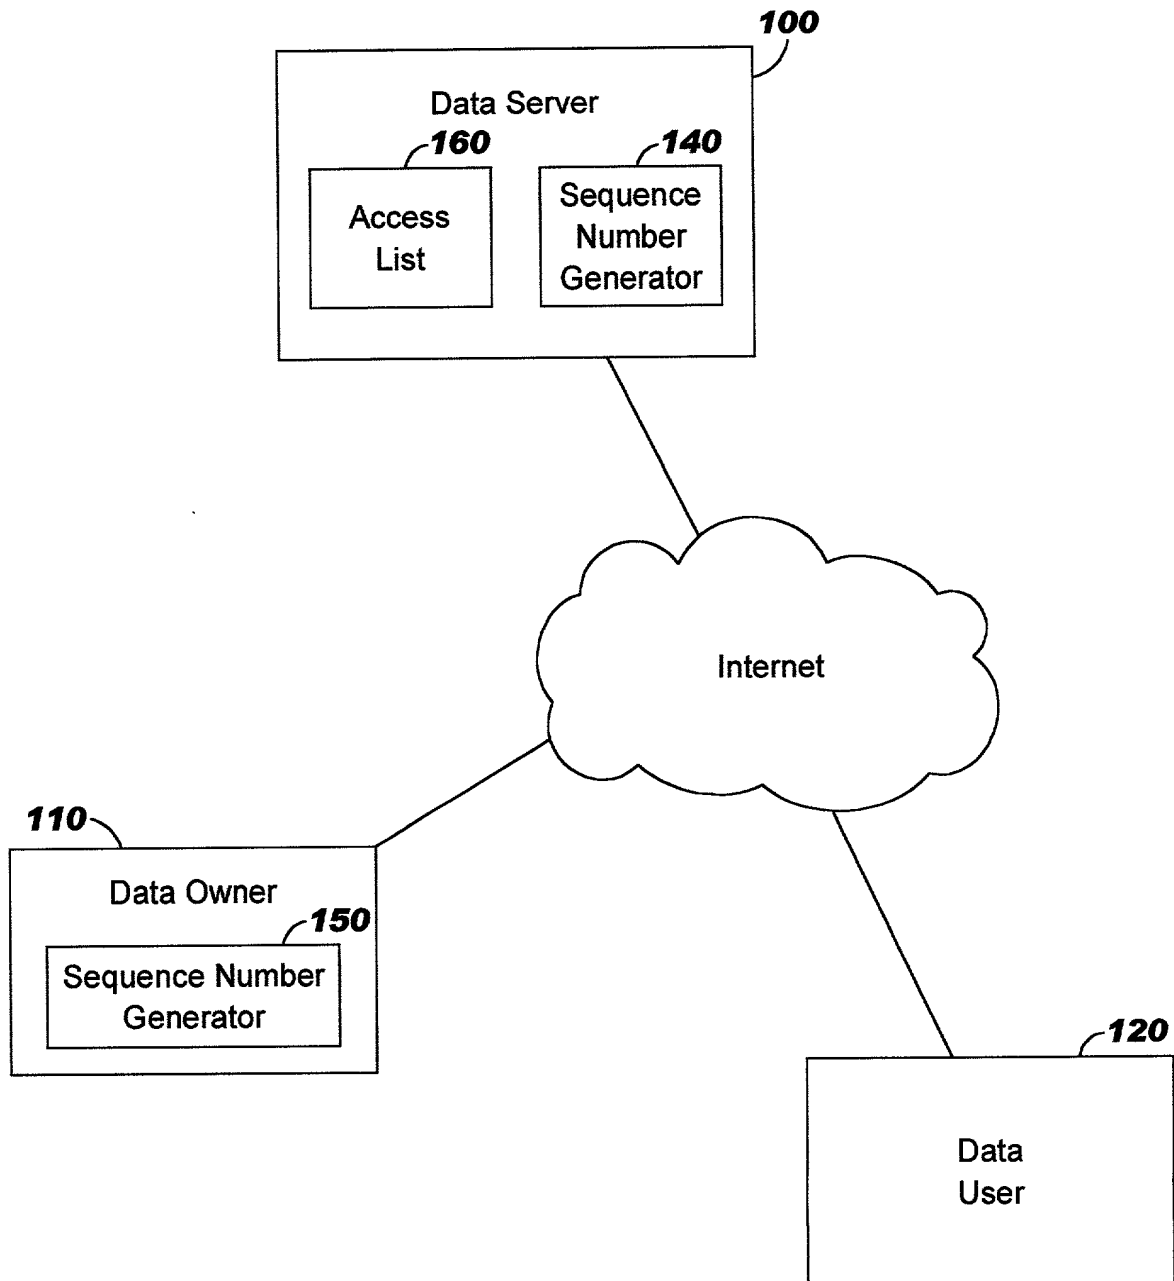 100
Data Server
160
140
Access
List
Sequence
Number
Generator
Internet
110
Data Owner
150
Sequence Number
Generator
120
Data
User